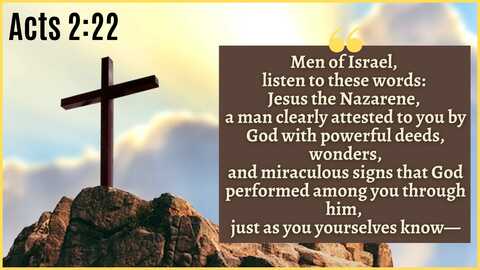 Acts 2:22
Men of Israel,
listen to these words:
Jesus the Nazarene,
a man clearly attested to you by
God with powerful deeds,
wonders,
and miraculous signs that God
performed among you through
him,
just as you yourselves know—